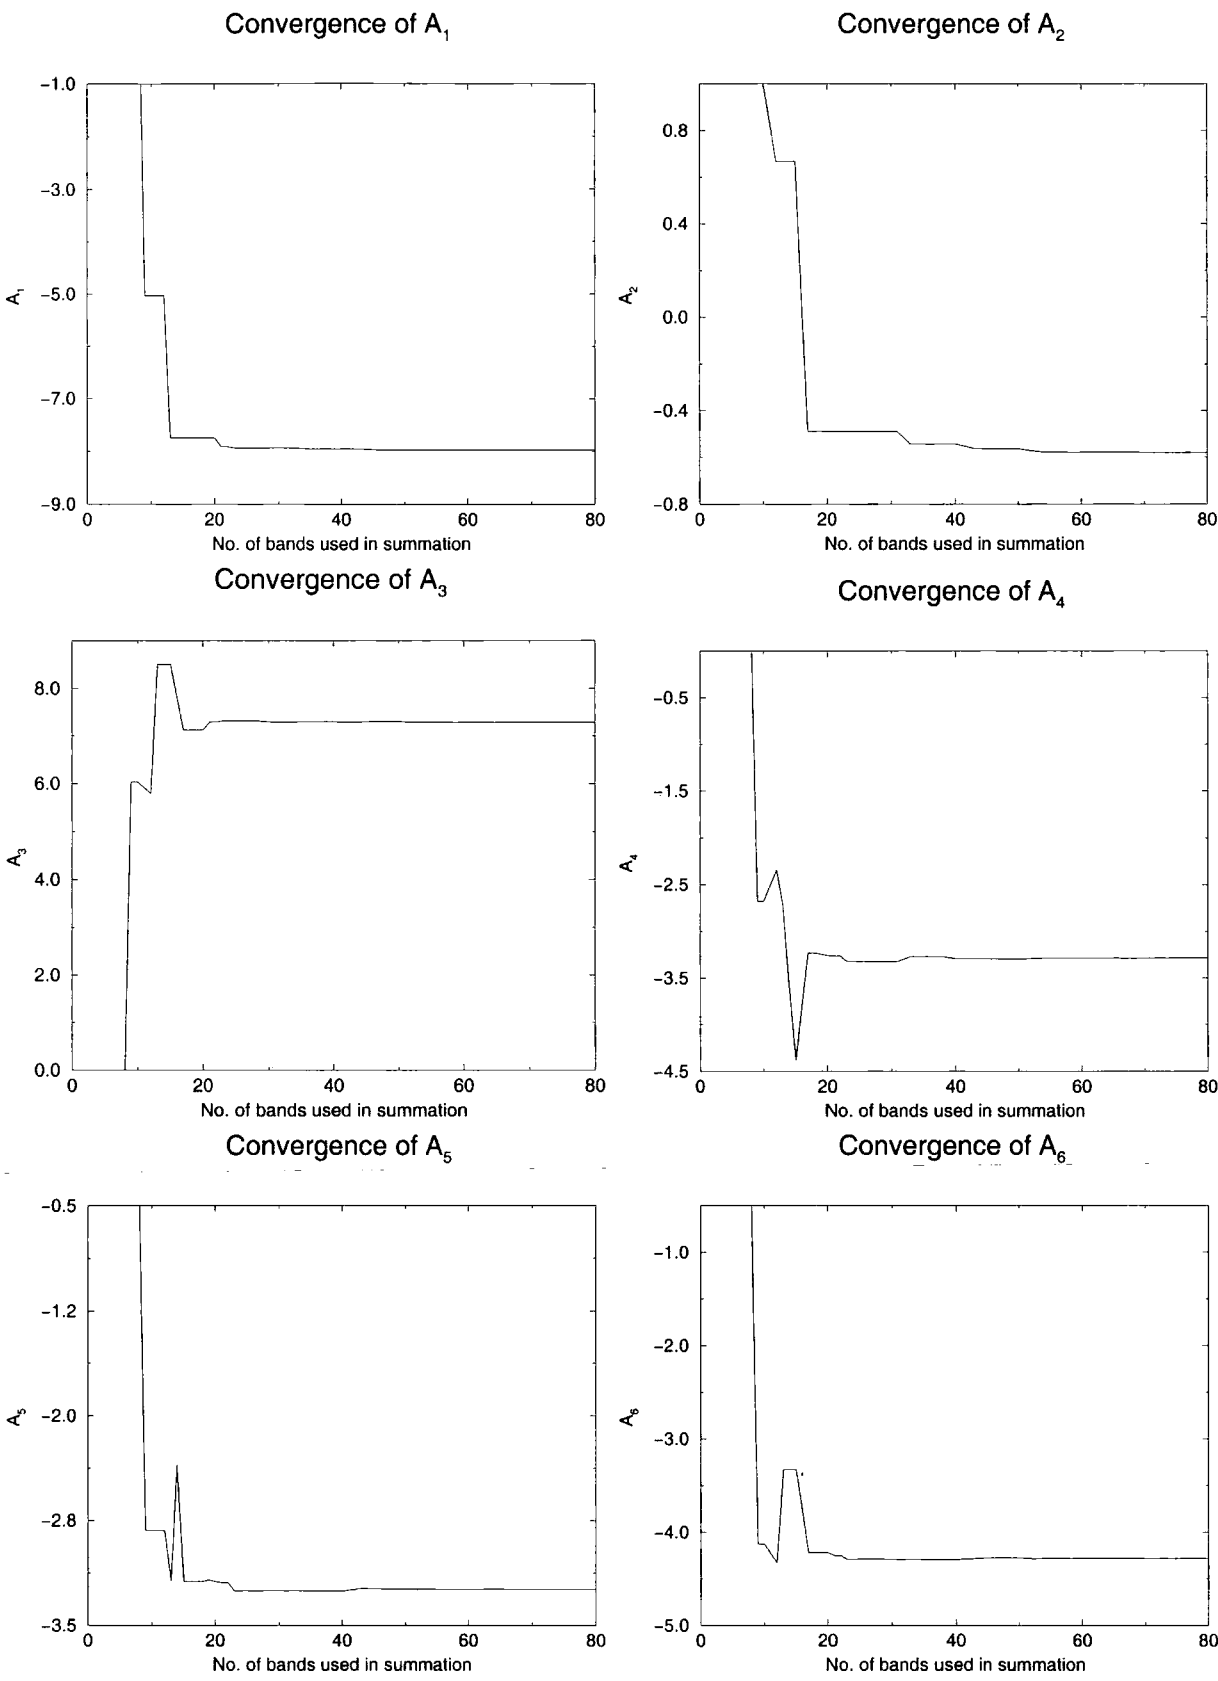 Convergence of A₁
−1.0
−3.0
−5.0
−7.0
−9.0
A₁
0 20 40 60 80
No. of bands used in summation
Convergence of A₂
0.8
0.4
0.0
−0.4
−0.8
A₂
0 20 40 60 80
No. of bands used in summation
Convergence of A₃
8.0
6.0
4.0
2.0
0.0
A₃
0 20 40 60 80
No. of bands used in summation
Convergence of A₄
−0.5
−1.5
−2.5
−3.5
−4.5
A₄
0 20 40 60 80
No. of bands used in summation
Convergence of A₅
−0.5
−1.2
−2.0
−2.8
−3.5
A₅
0 20 40 60 80
No. of bands used in summation
Convergence of A₆
−1.0
−2.0
−3.0
−4.0
−5.0
A₆
0 20 40 60 80
No. of bands used in summation